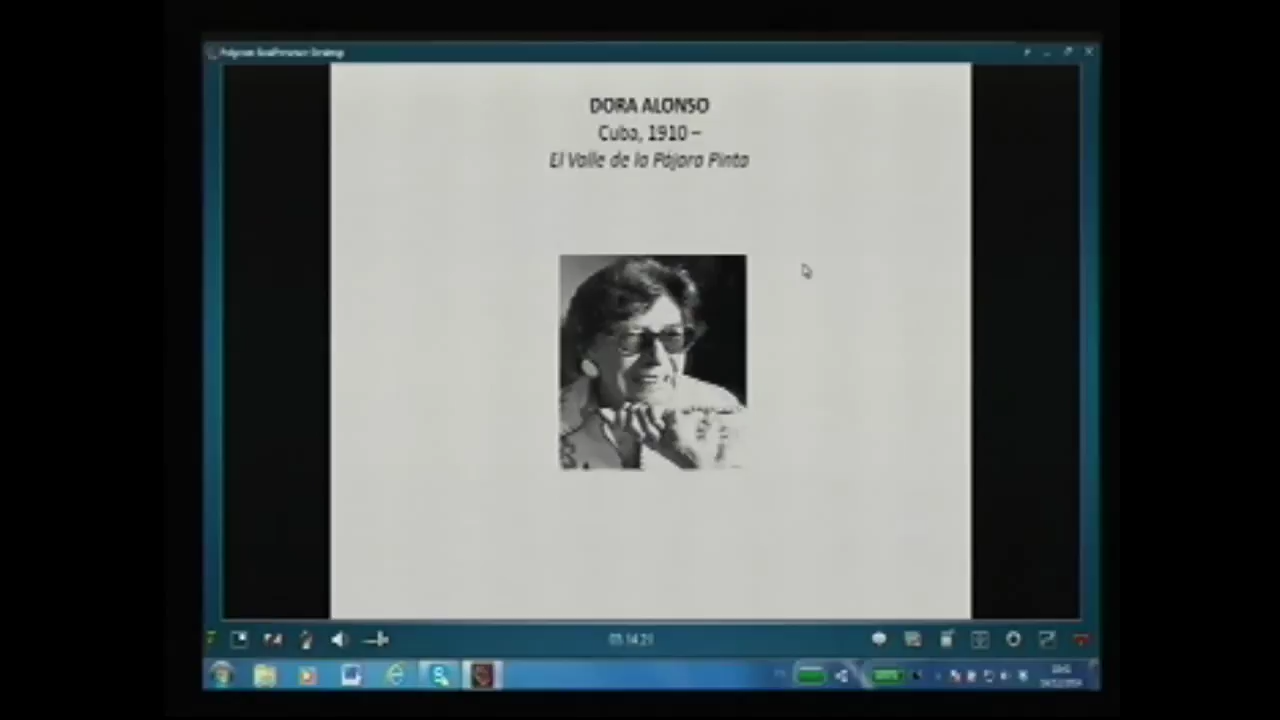 DORA ALONSO
Cuba, 1910 –
El Valle de la Pájara Pinta